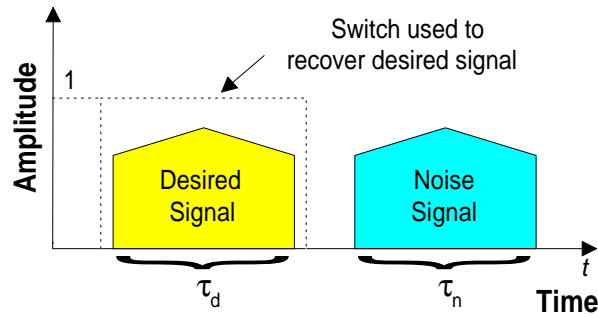 Switch used to
recover desired signal
1
Amplitude
Desired
Signal
Noise
Signal
τd
τn
t
Time